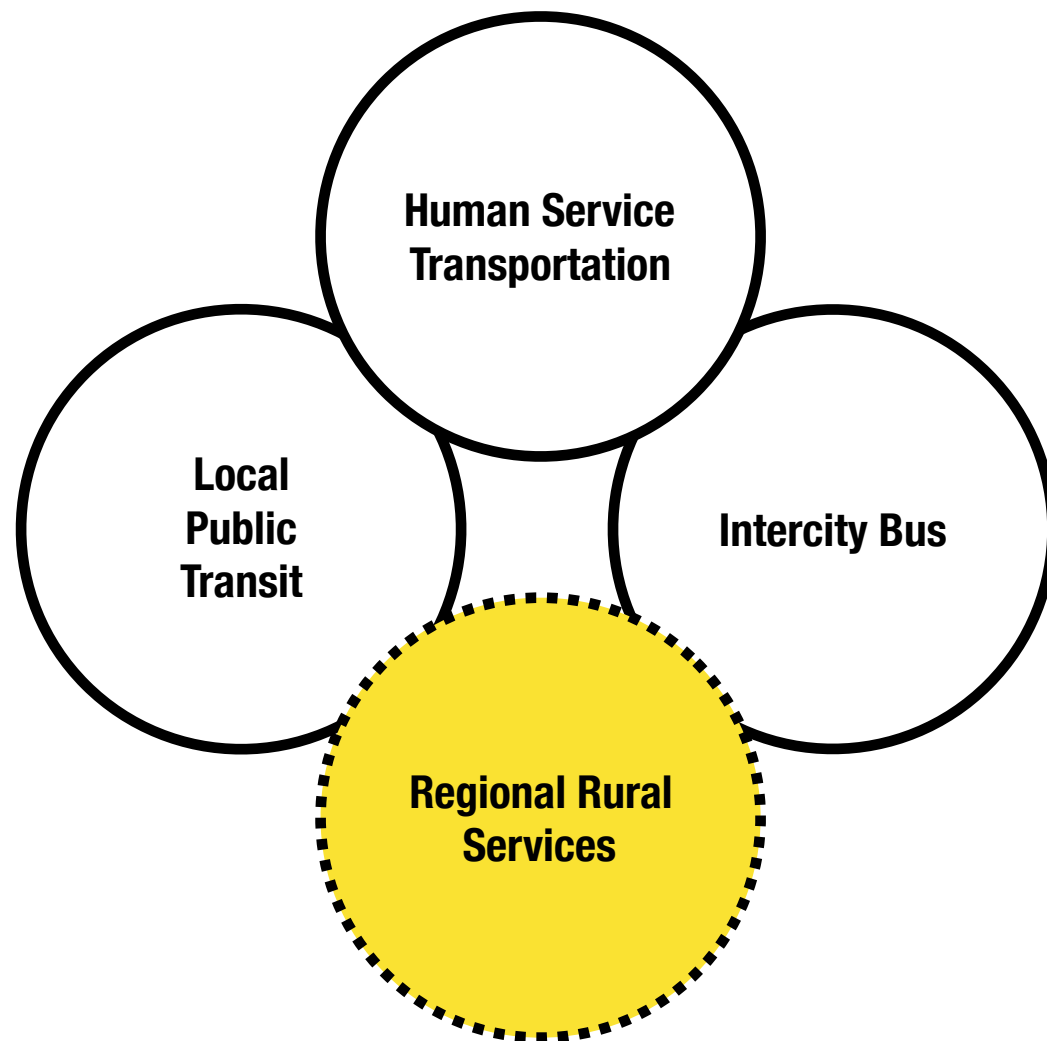 Human Service
Transportation
Local
Public
Transit
Intercity Bus
Regional Rural
Services